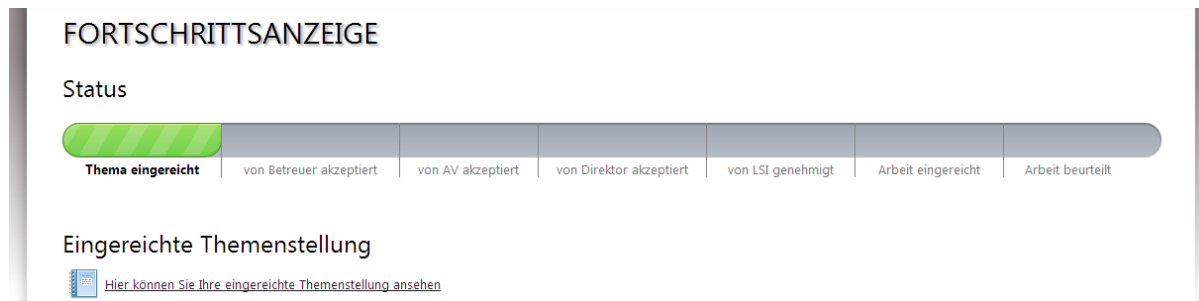 FORTSCHRITTSANZEIGE
Status
Thema eingereicht von Betreuer akzeptiert von AV akzeptiert von Direktor akzeptiert von LSI genehmigt Arbeit eingereicht Arbeit beurteilt
Eingereichte Themenstellung
Hier können Sie Ihre eingereichte Themenstellung ansehen